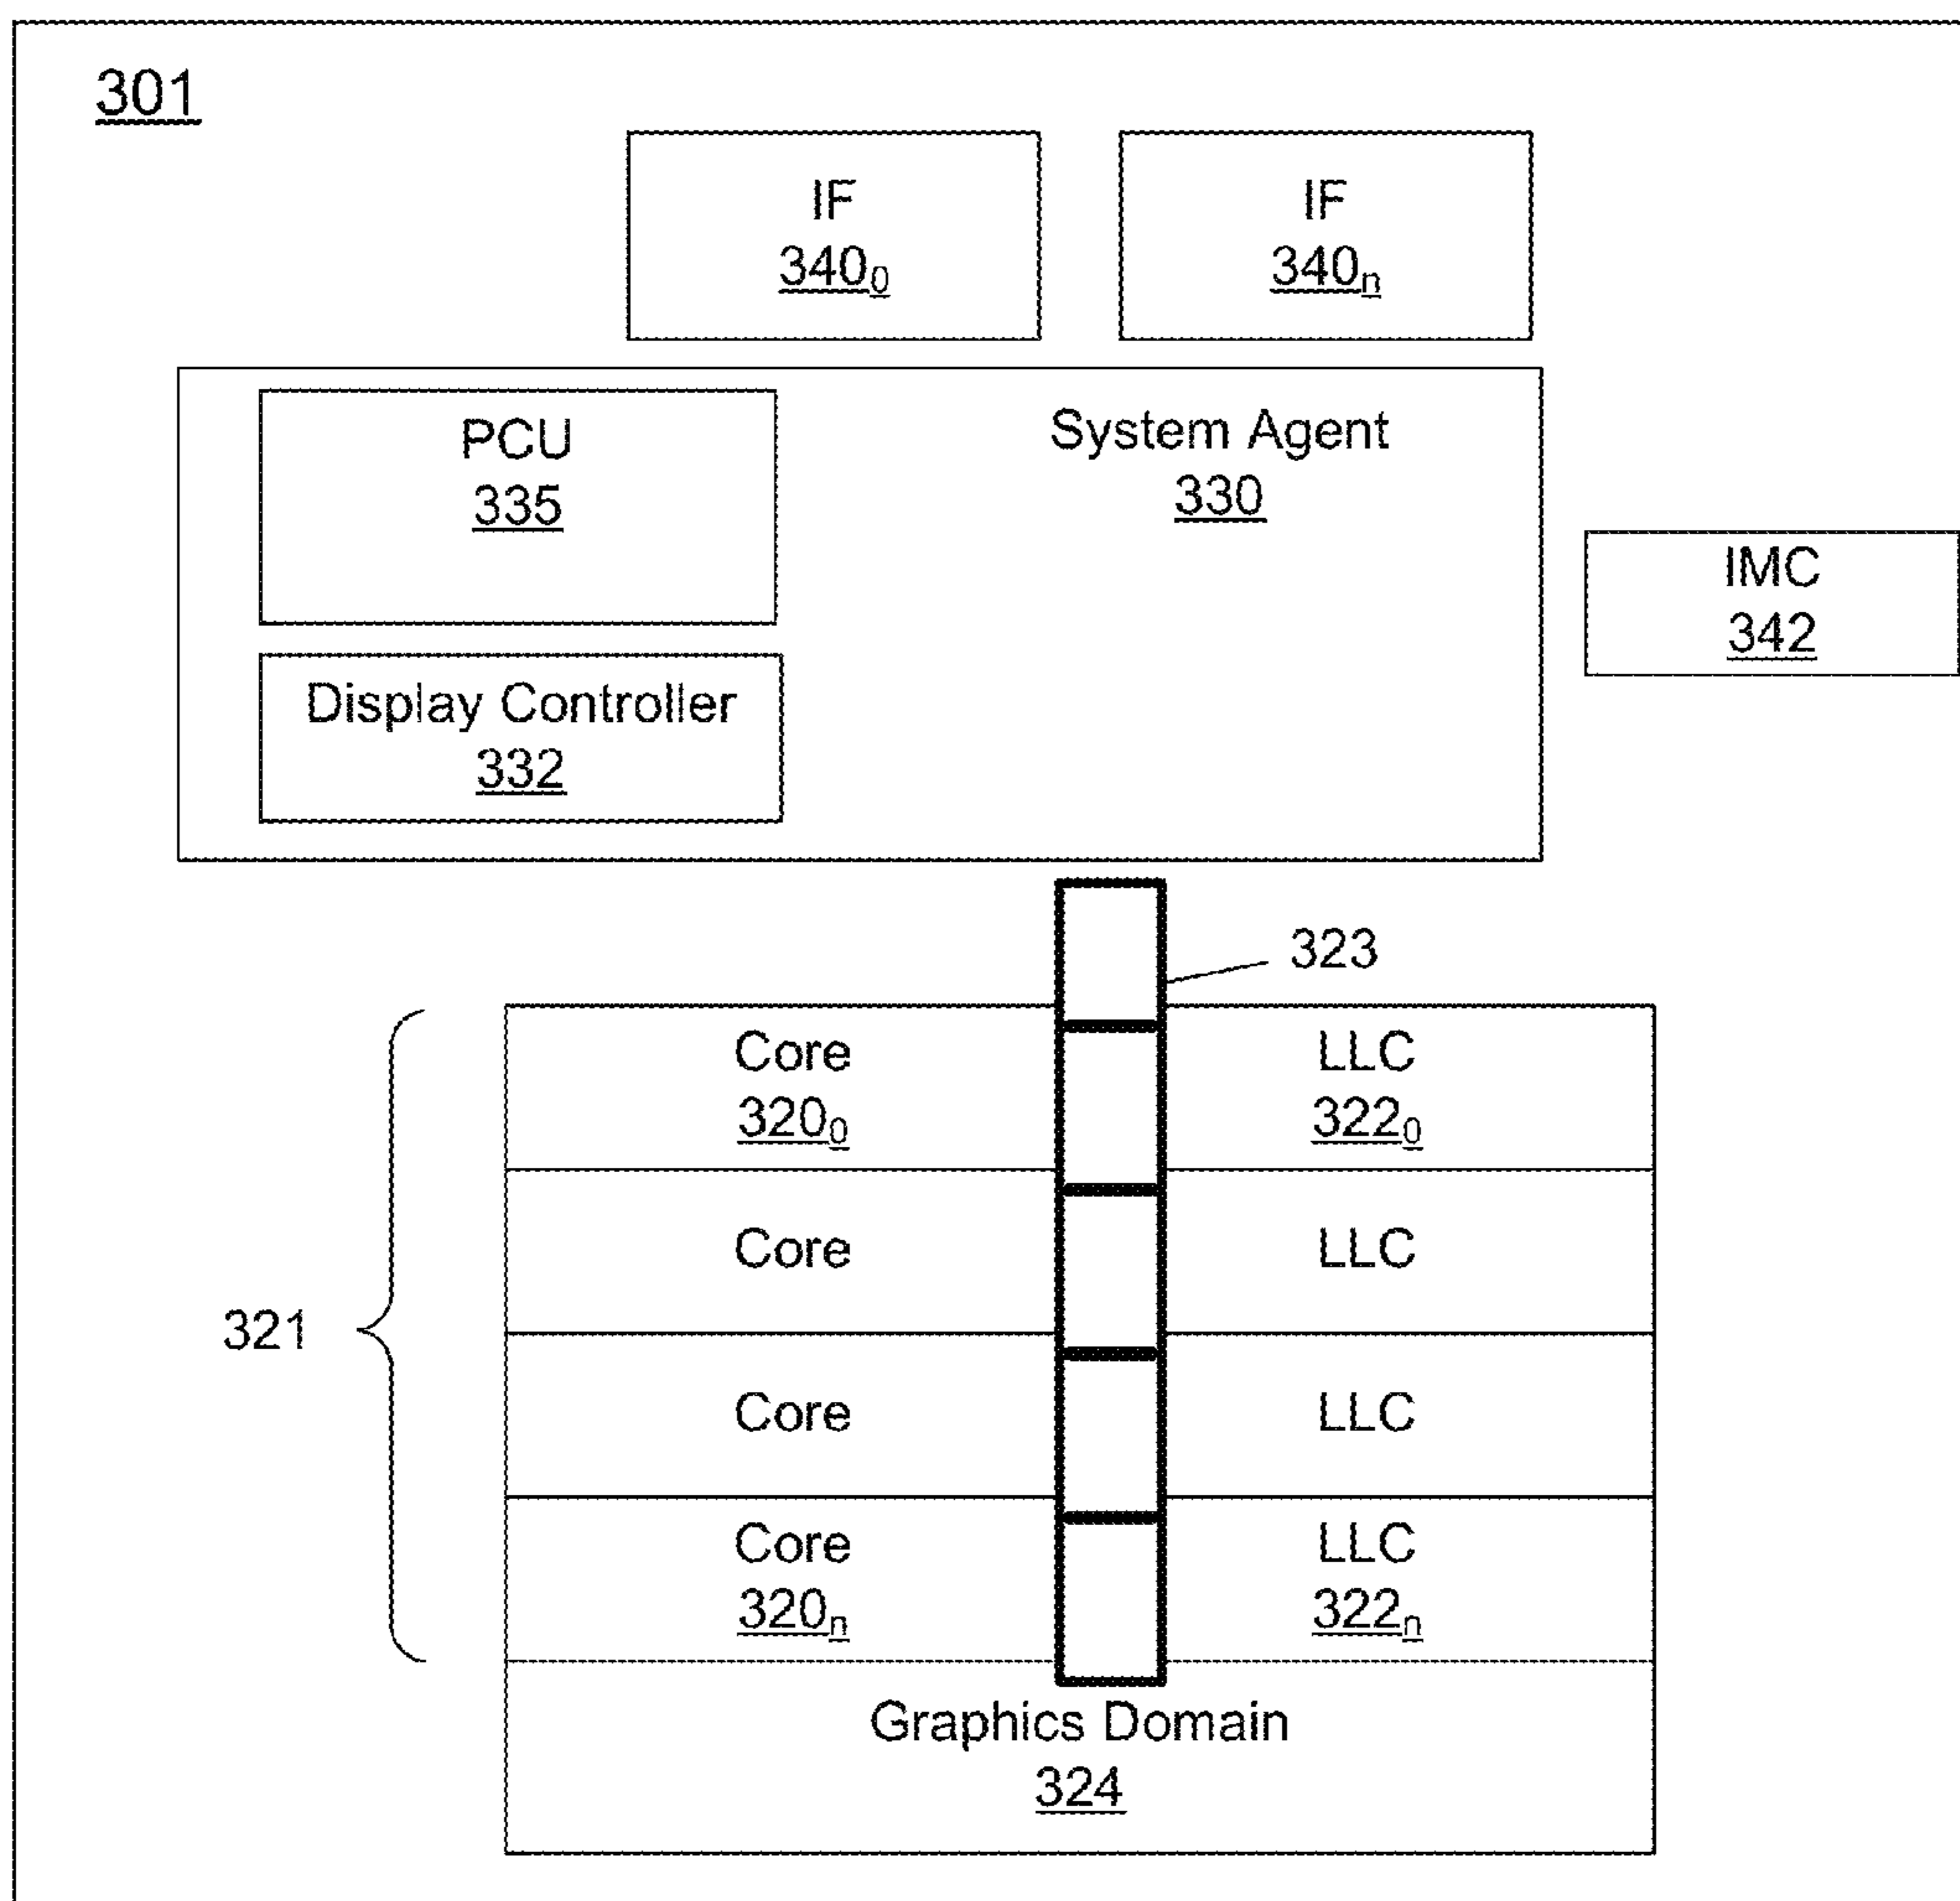 301
IF
340₀
IF
340ₙ
PCU
335
System Agent
330
Display Controller
332
IMC
342
323
321
Core
320₀
LLC
322₀
Core
LLC
Core
LLC
Core
320ₙ
LLC
322ₙ
Graphics Domain
324